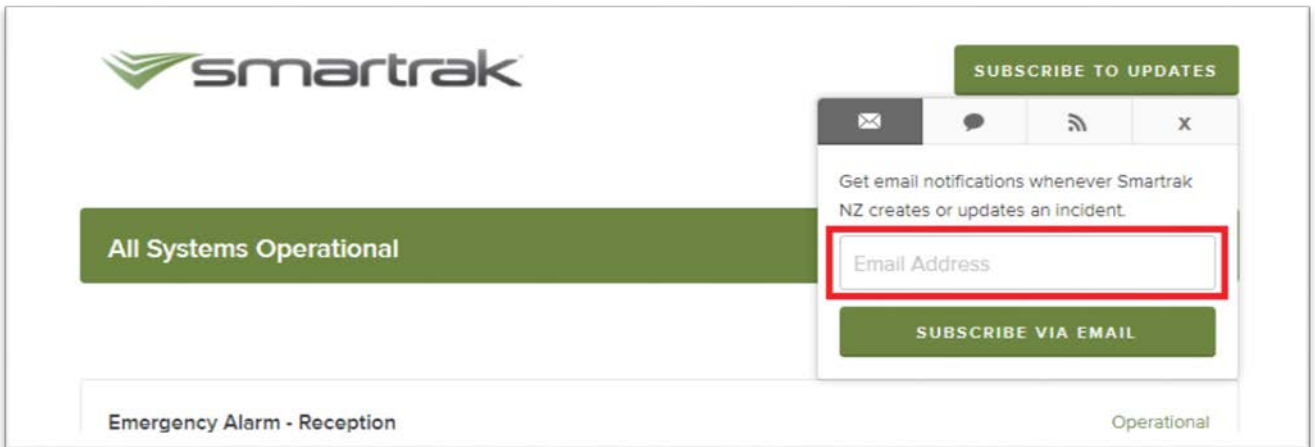 smartrak
SUBSCRIBE TO UPDATES
x
Get email notifications whenever Smartrak
NZ creates or updates an incident.
All Systems Operational
Email Address
SUBSCRIBE VIA EMAIL
Emergency Alarm - Reception
Operational